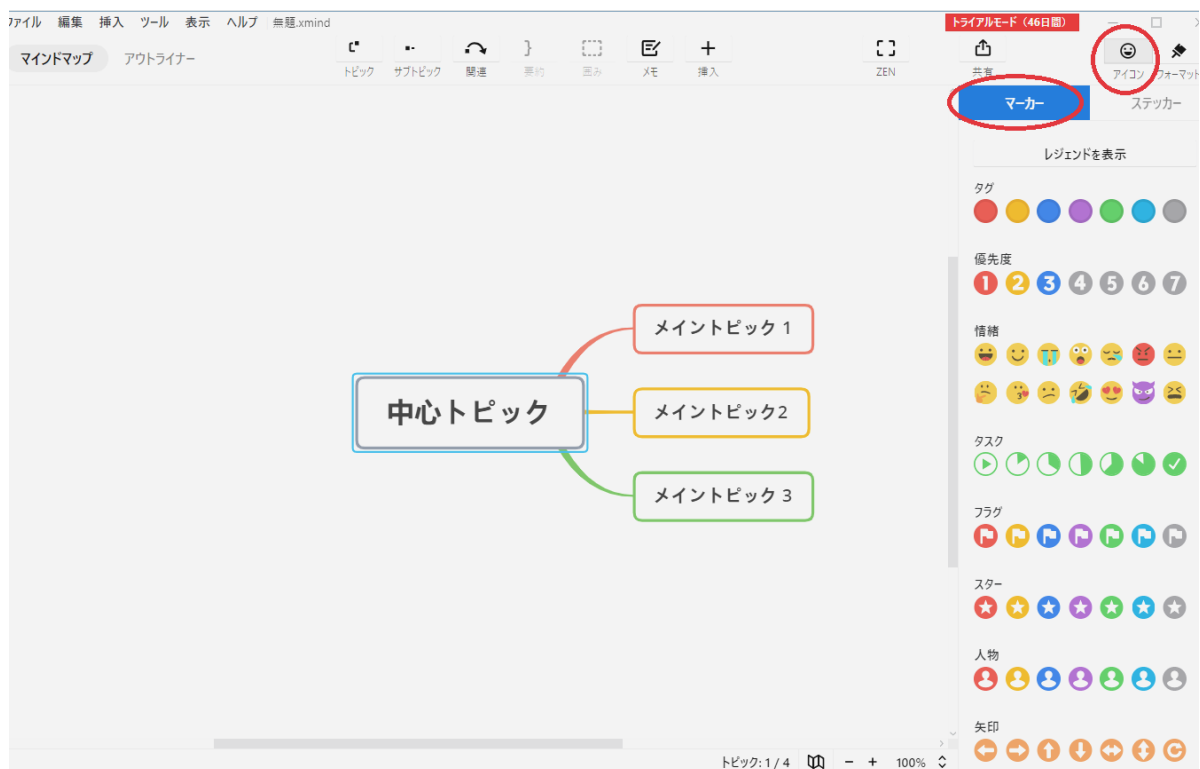 ァイル 編集 挿入 ツール 表示 ヘルプ 無題.xmind トライアルモード（46日間）
マインドマップ アウトライナー
トピック サブトピック 関連 要約 囲み メモ 挿入 ZEN 共有 アイコン フォーマット
マーカー ステッカー
レジェンドを表示
タグ
優先度
1 2 3 4 5 6 7
情緒
タスク
フラグ
スター
人物
矢印
メイントピック 1
中心トピック
メイントピック2
メイントピック 3
トピック: 1 / 4 − + 100%